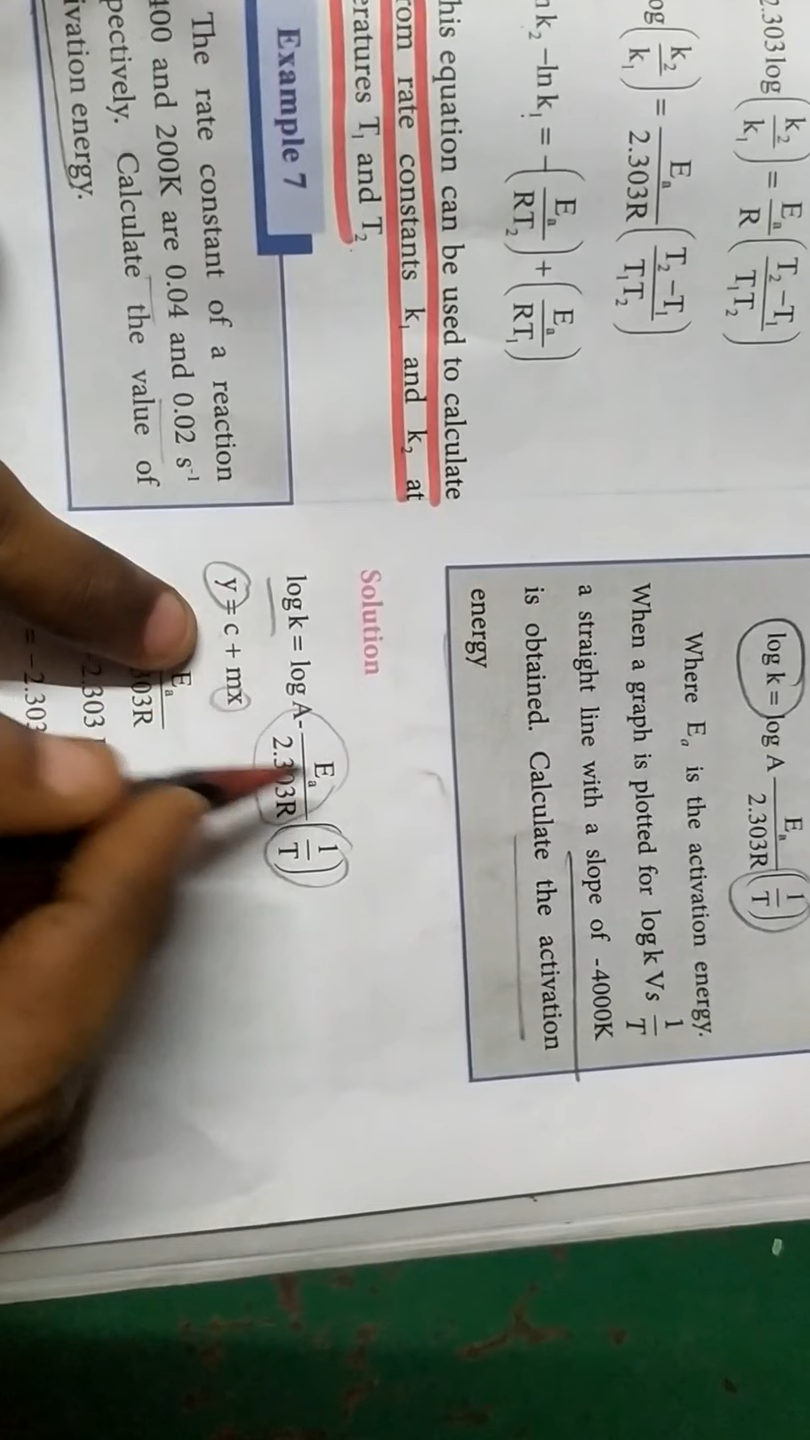 2.303 log(k₂/k₁) = Eₐ/R (T₂ -T₁/T₁T₂)
og(k₂/k₁) = Eₐ/2.303R (T₂ -T₁/T₁T₂)
k₂ -ln k₁ = -(Eₐ/RT₂) + (Eₐ/RT₁)
his equation can be used to calculate
rom rate constants k₁ and k₂ at
eratures T₁ and T₂.
Example 7
The rate constant of a reaction
400 and 200K are 0.04 and 0.02 s⁻¹
pectively. Calculate the value of
ivation energy.
log k = log A - Eₐ/2.303R (1/T)
Where Eₐ is the activation energy.
When a graph is plotted for log k Vs 1/T
a straight line with a slope of -4000K
is obtained. Calculate the activation
energy
Solution
log k = log A- Eₐ/2.303R (1/T)
y = c + mx
Eₐ/303R
2.303
= -2.303